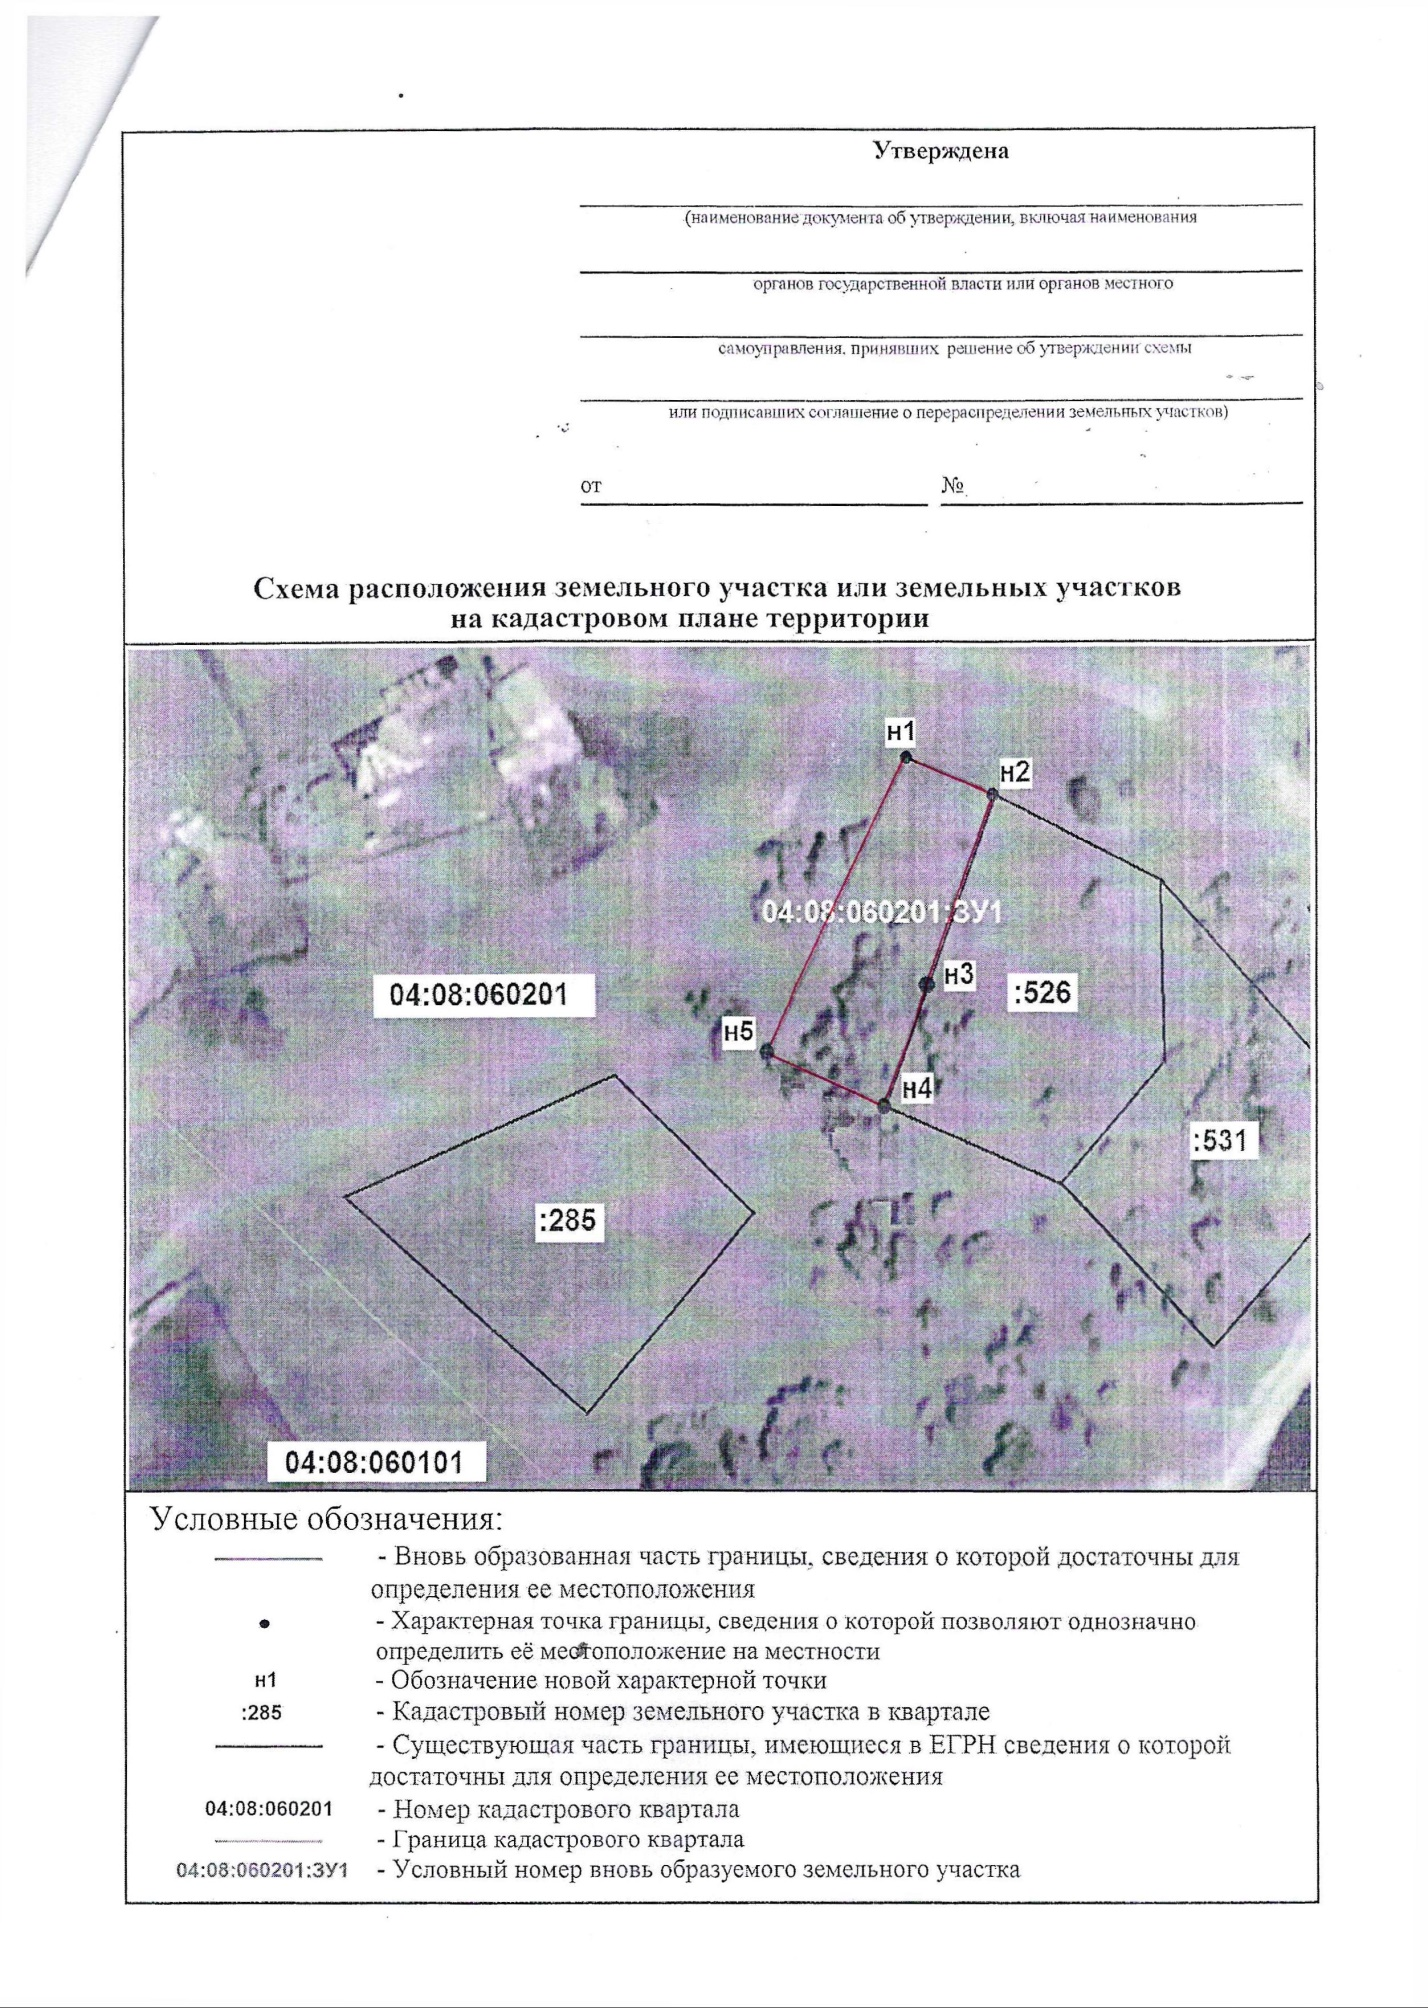 Утверждена
(наименование документа об утверждении, включая наименования
органов государственной власти или органов местного
самоуправления, принявших решение об утверждении схемы
или подписавших соглашение о перераспределении земельных участков)
от №
Схема расположения земельного участка или земельных участков
на кадастровом плане территории
н1
н2
04:08:060201:ЗУ1
н3
:526
04:08:060201
н5
н4
:531
:285
04:08:060101
Условные обозначения:
- Вновь образованная часть границы, сведения о которой достаточны для
определения ее местоположения
- Характерная точка границы, сведения о которой позволяют однозначно
определить её местоположение на местности
н1 - Обозначение новой характерной точки
:285 - Кадастровый номер земельного участка в квартале
- Существующая часть границы, имеющиеся в ЕГРН сведения о которой
достаточны для определения ее местоположения
04:08:060201 - Номер кадастрового квартала
- Граница кадастрового квартала
04:08:060201:ЗУ1 - Условный номер вновь образуемого земельного участка